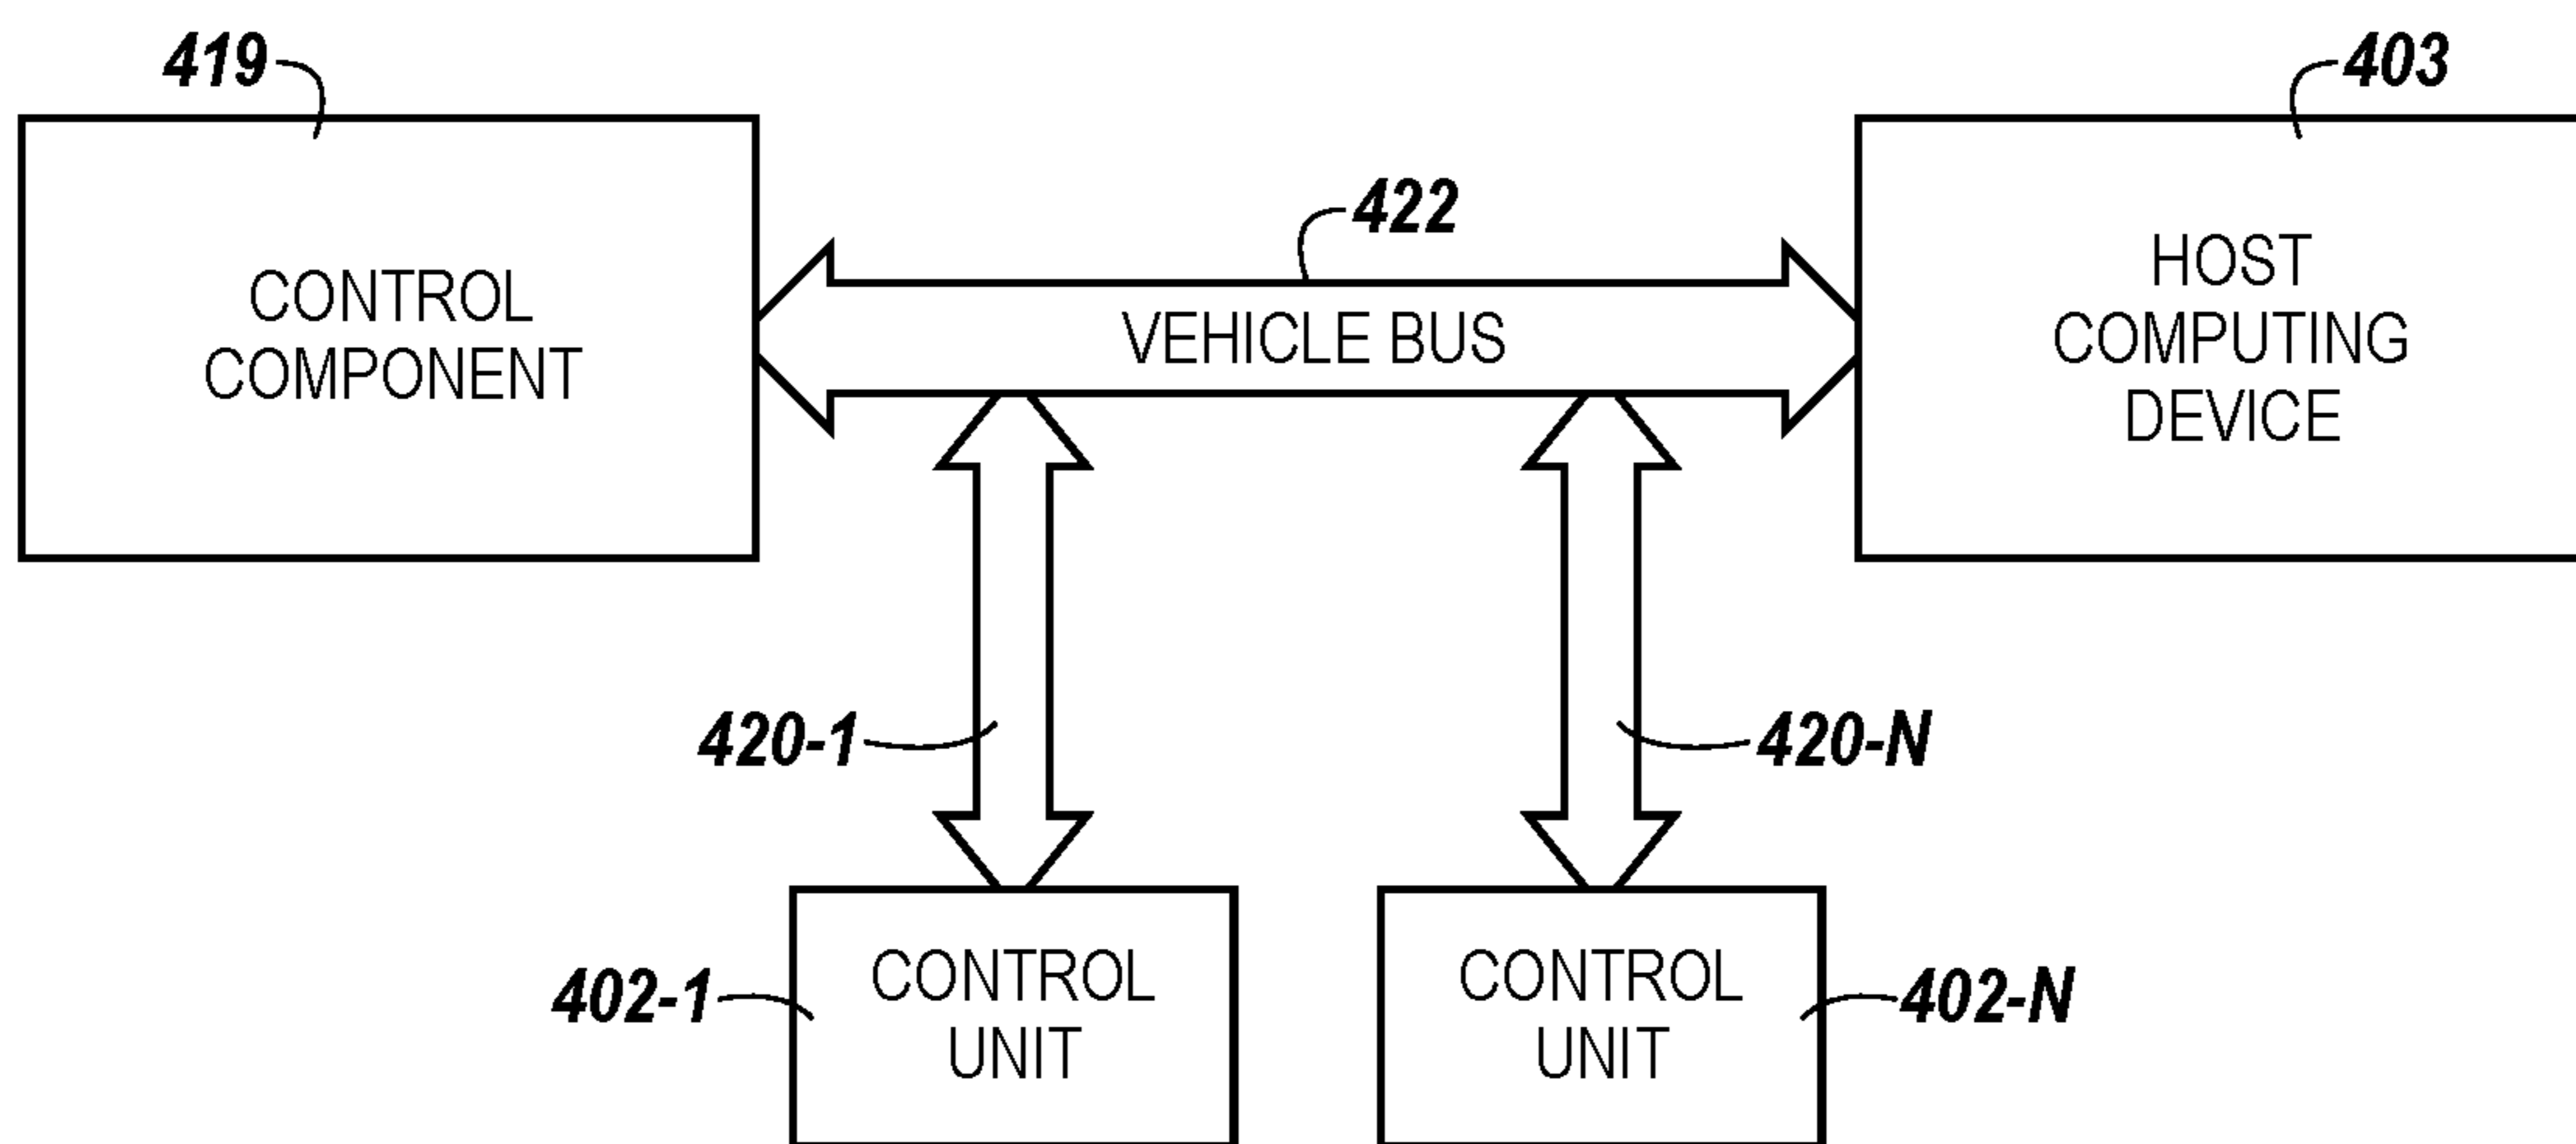 419
403
422
CONTROL
COMPONENT
VEHICLE BUS
HOST
COMPUTING
DEVICE
420-1
420-N
402-1
CONTROL
UNIT
CONTROL
UNIT
402-N